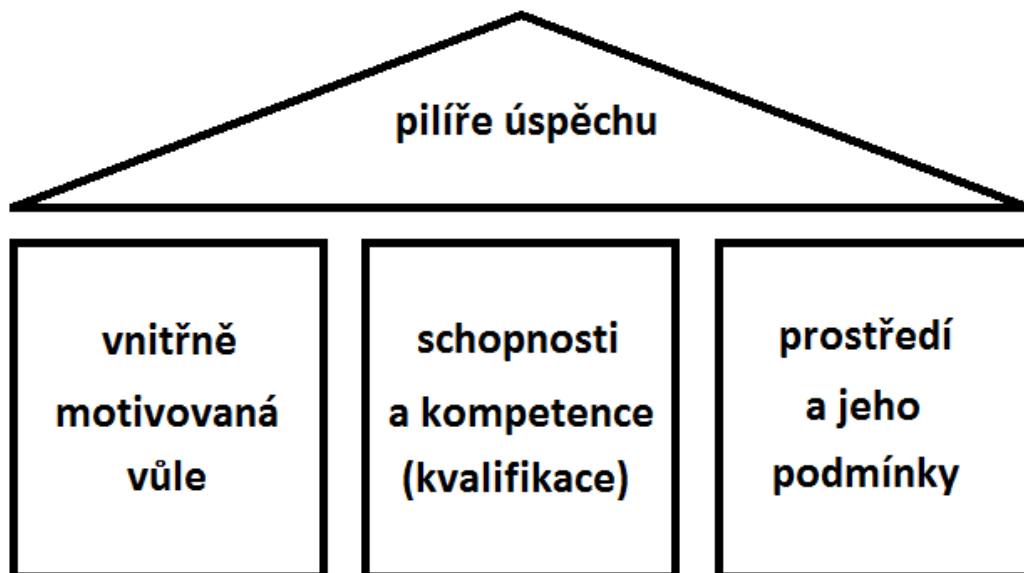 pilíře úspěchu
vnitřně
motivovaná
vůle
schopnosti
a kompetence
(kvalifikace)
prostředí
a jeho
podmínky